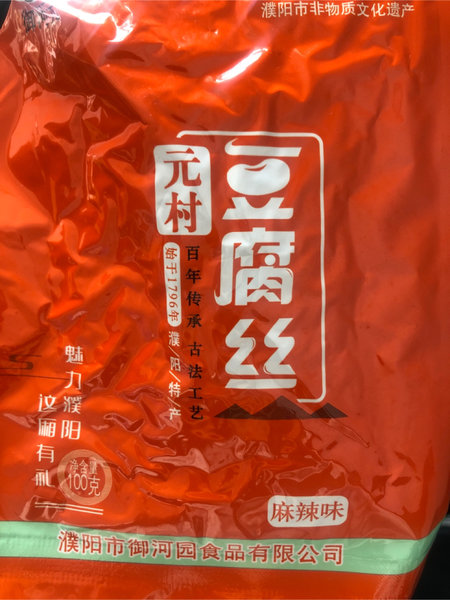 濮阳市非物质文化遗产
元村
豆腐丝
始于1796年
濮/阳/特/产
百年传承 古法工艺
魅力濮阳
这厢有礼
净含量
100克
麻辣味
濮阳市御河园食品有限公司